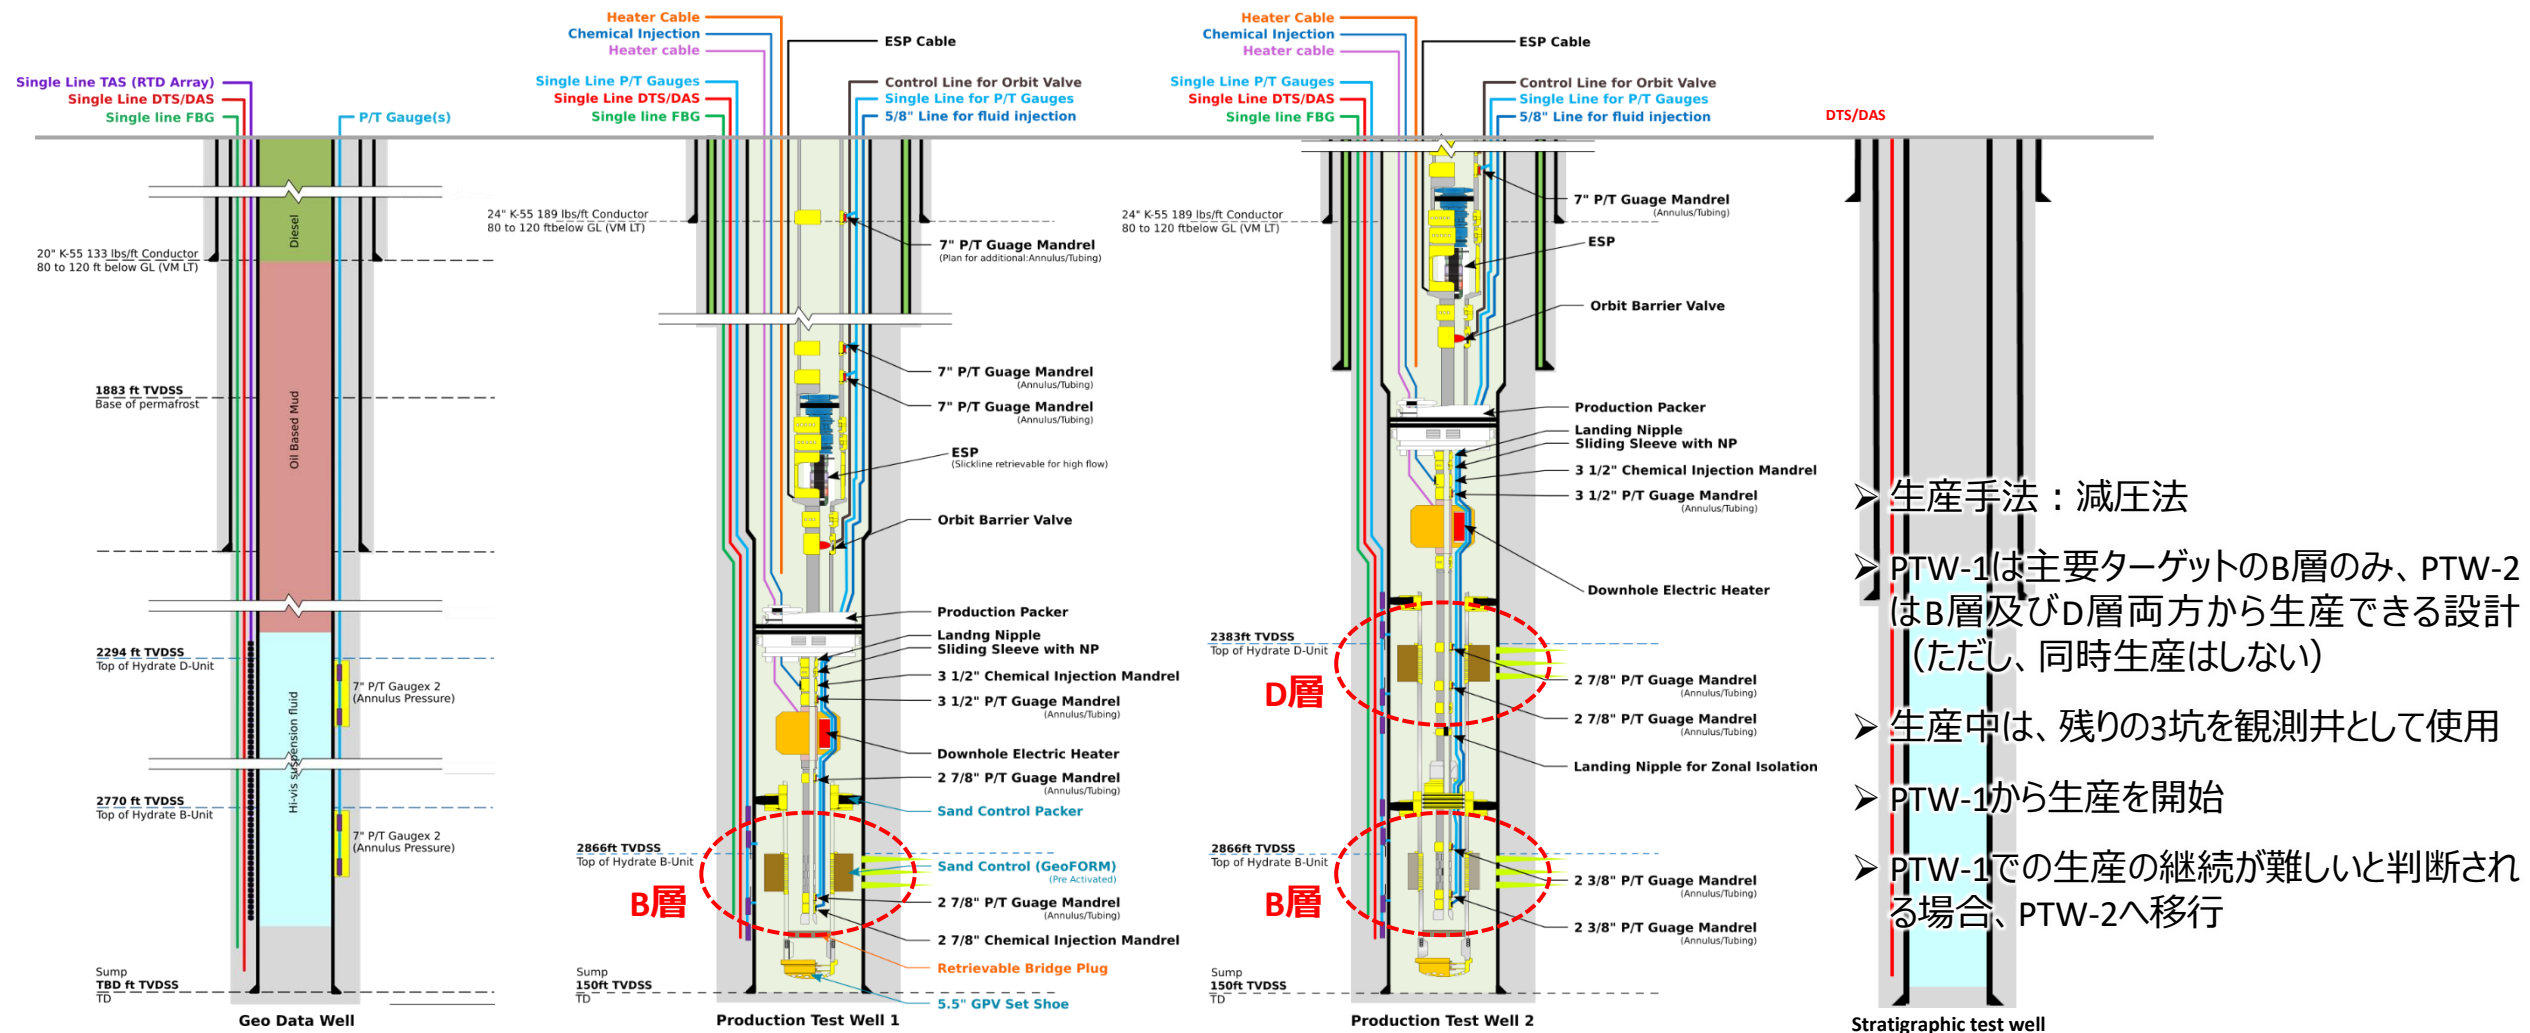 Single Line TAS (RTD Array)
Single Line DTS/DAS
Single line FBG
P/T Gauge(s)
Diesel
20" K-55 133 lbs/ft Conductor
80 to 120 ft below GL (VM LT)
1883 ft TVDSS
Base of permafrost
Oil Based Mud
2294 ft TVDSS
Top of Hydrate D-Unit
7" P/T Gaugex 2
(Annulus Pressure)
Hi-vis suspension fluid
2770 ft TVDSS
Top of Hydrate B-Unit
7" P/T Gaugex 2
(Annulus Pressure)
Sump
TBD ft TVDSS
TD
Geo Data Well
Heater Cable
Chemical Injection
Heater cable
Single Line P/T Gauges
Single Line DTS/DAS
Single line FBG
ESP Cable
Control Line for Orbit Valve
Single Line for P/T Gauges
5/8" Line for fluid injection
24" K-55 189 lbs/ft Conductor
80 to 120 ftbelow GL (VM LT)
7" P/T Guage Mandrel
(Plan for additional:Annulus/Tubing)
7" P/T Guage Mandrel
(Annulus/Tubing)
7" P/T Guage Mandrel
(Annulus/Tubing)
ESP
(Slickline retrievable for high flow)
Orbit Barrier Valve
Production Packer
Landng Nipple
Sliding Sleeve with NP
3 1/2" Chemical Injection Mandrel
3 1/2" P/T Guage Mandrel
(Annulus/Tubing)
Downhole Electric Heater
2 7/8" P/T Guage Mandrel
(Annulus/Tubing)
Sand Control Packer
2866ft TVDSS
Top of Hydrate B-Unit
B層
Sand Control (GeoFORM)
(Pre Activated)
2 7/8" P/T Guage Mandrel
(Annulus/Tubing)
2 7/8" Chemical Injection Mandrel
Retrievable Bridge Plug
Sump
150ft TVDSS
TD
5.5" GPV Set Shoe
Production Test Well 1
Heater Cable
Chemical Injection
Heater cable
Single Line P/T Gauges
Single Line DTS/DAS
Single line FBG
ESP Cable
Control Line for Orbit Valve
Single Line for P/T Gauges
5/8" Line for fluid injection
24" K-55 189 lbs/ft Conductor
80 to 120 ftbelow GL (VM LT)
7" P/T Guage Mandrel
(Annulus/Tubing)
ESP
Orbit Barrier Valve
Production Packer
Landing Nipple
Sliding Sleeve with NP
3 1/2" Chemical Injection Mandrel
3 1/2" P/T Guage Mandrel
(Annulus/Tubing)
Downhole Electric Heater
2383ft TVDSS
Top of Hydrate D-Unit
D層
2 7/8" P/T Guage Mandrel
(Annulus/Tubing)
2 7/8" P/T Guage Mandrel
(Annulus/Tubing)
Landing Nipple for Zonal Isolation
2866ft TVDSS
Top of Hydrate B-Unit
B層
2 3/8" P/T Guage Mandrel
(Annulus/Tubing)
2 3/8" P/T Guage Mandrel
(Annulus/Tubing)
Sump
150ft TVDSS
TD
Production Test Well 2
DTS/DAS
➢ 生産手法：減圧法
➢ PTW-1は主要ターゲットのB層のみ、PTW-2
はB層及びD層両方から生産できる設計
（ただし、同時生産はしない）
➢ 生産中は、残りの3坑を観測井として使用
➢ PTW-1から生産を開始
➢ PTW-1での生産の継続が難しいと判断され
る場合、PTW-2へ移行
Stratigraphic test well